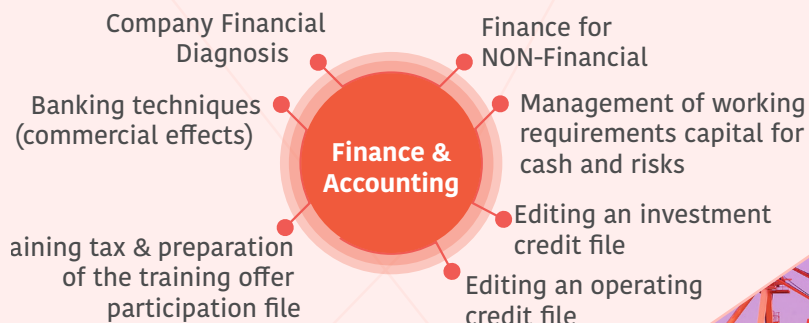 Company Financial
Diagnosis
Banking techniques
(commercial effects)
aining tax & preparation
of the training offer
participation file
Finance &
Accounting
Finance for
NON-Financial
Management of working
requirements capital for
cash and risks
Editing an investment
credit file
Editing an operating
credit file